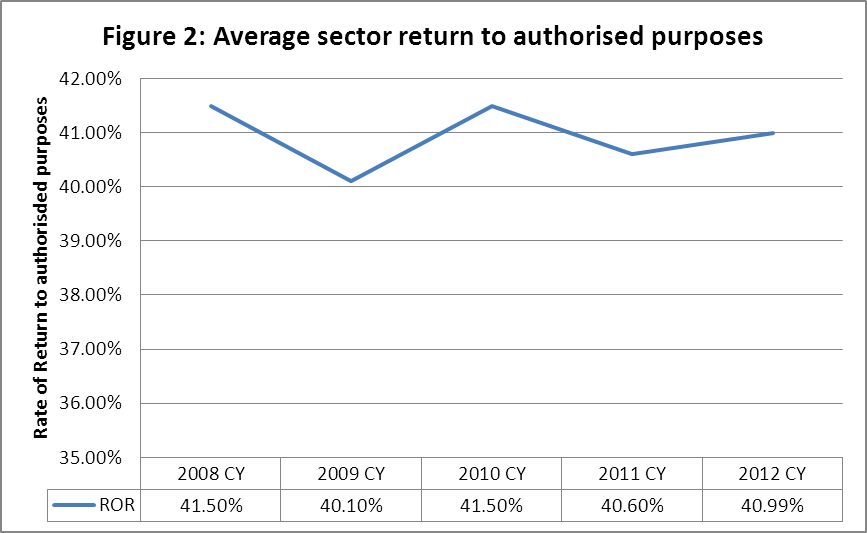 Figure 2: Average sector return to authorised purposes
Rate of Return to authorisded purposes
42.00%
41.00%
40.00%
39.00%
38.00%
37.00%
36.00%
35.00%
2008 CY 2009 CY 2010 CY 2011 CY 2012 CY
ROR 41.50% 40.10% 41.50% 40.60% 40.99%